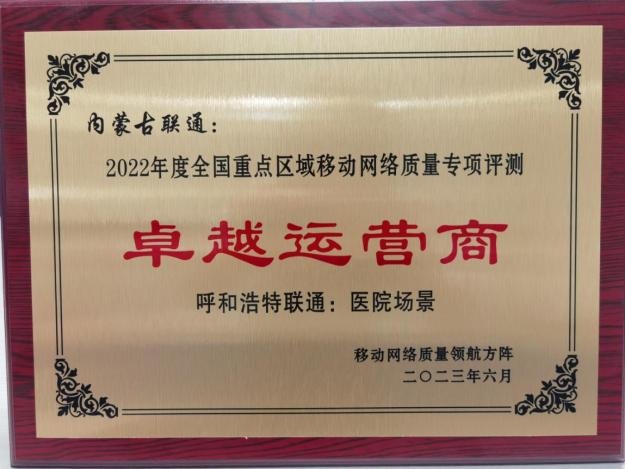 内蒙古联通：
2022年度全国重点区域移动网络质量专项评测
卓越运营商
呼和浩特联通：医院场景
移动网络质量领航方阵
二〇二三年六月